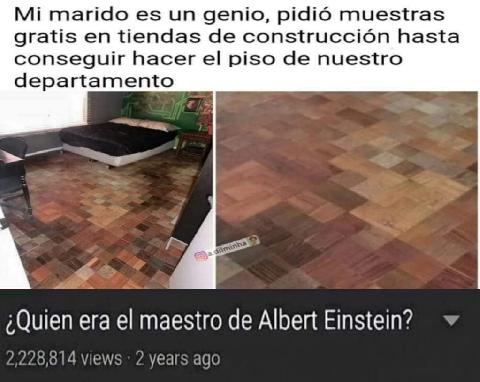 Mi marido es un genio, pidió muestras
gratis en tiendas de construcción hasta
conseguir hacer el piso de nuestro
departamento
a.dilminha
¿Quien era el maestro de Albert Einstein?
2,228,814 views · 2 years ago